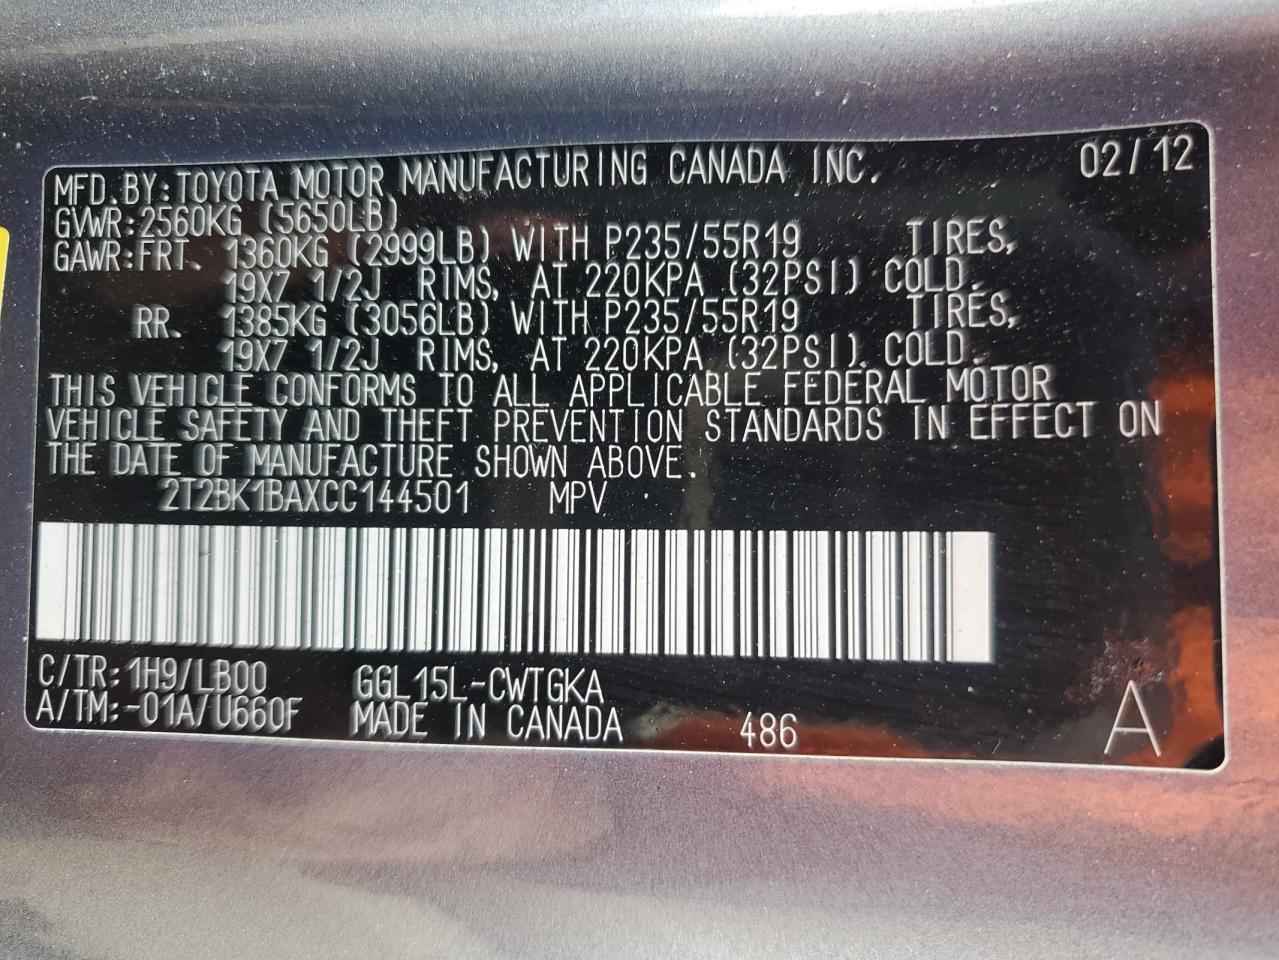 MFD.BY:TOYOTA MOTOR MANUFACTURING CANADA INC. 02/12
GVWR:2560KG (5650LB)
GAWR:FRT. 1360KG (2999LB) WITH P235/55R19 TIRES,
19X7 1/2J RIMS, AT 220KPA (32PSI) COLD.
RR. 1385KG (3056LB) WITH P235/55R19 TIRES,
19X7 1/2J RIMS, AT 220KPA (32PSI) COLD.
THIS VEHICLE CONFORMS TO ALL APPLICABLE FEDERAL MOTOR
VEHICLE SAFETY AND THEFT PREVENTION STANDARDS IN EFFECT ON
THE DATE OF MANUFACTURE SHOWN ABOVE.
2T2BK1BAXCC144501 MPV
C/TR:1H9/LB00 GGL15L-CWTGKA
A/TM:-01A/U660F MADE IN CANADA 486 A